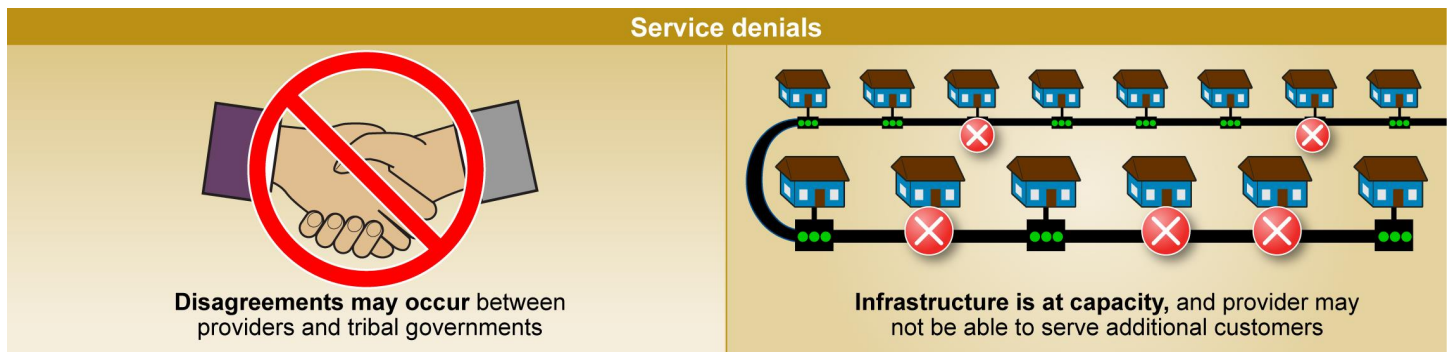 Service denials
Disagreements may occur between
providers and tribal governments
Infrastructure is at capacity, and provider may
not be able to serve additional customers